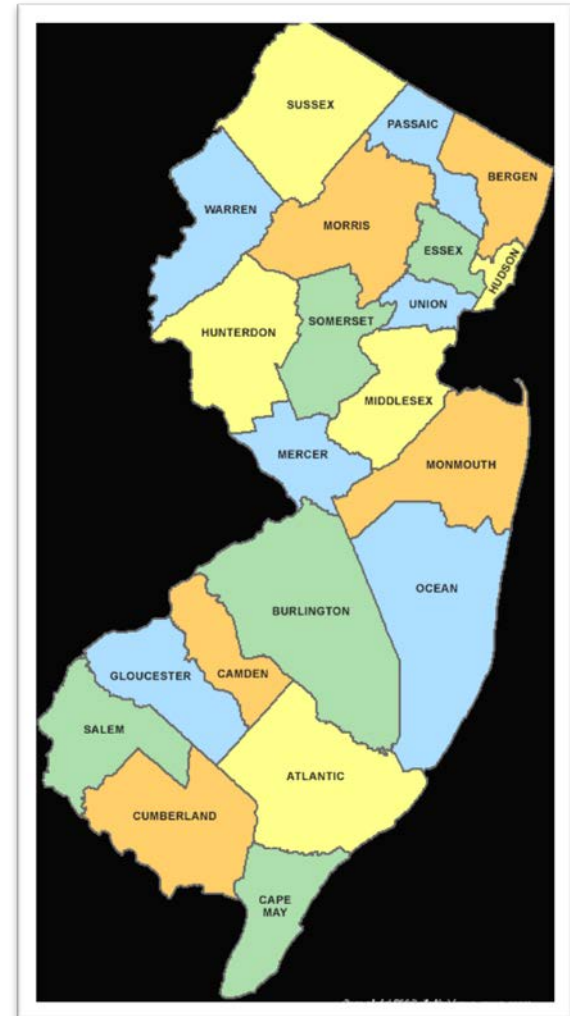 SUSSEX
PASSAIC
BERGEN
WARREN
MORRIS
ESSEX
HUDSON
UNION
HUNTERDON
SOMERSET
MIDDLESEX
MERCER
MONMOUTH
OCEAN
BURLINGTON
GLOUCESTER
CAMDEN
SALEM
ATLANTIC
CUMBERLAND
CAPE
MAY